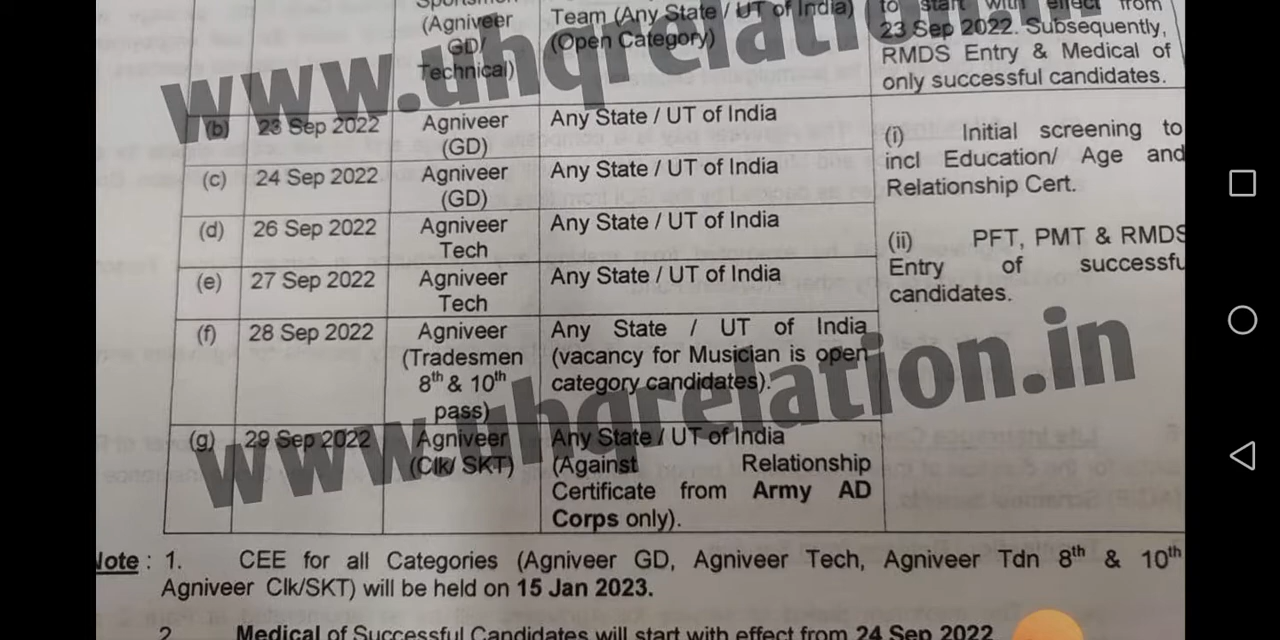 Sportsmen
(Agniveer
GD/
Technical)
Team (Any State / UT of India)
(Open Category)
to start with effect from
23 Sep 2022. Subsequently,
RMDS Entry & Medical of
only successful candidates.
(b) 23 Sep 2022 Agniveer (GD) Any State / UT of India
(c) 24 Sep 2022 Agniveer (GD) Any State / UT of India
(d) 26 Sep 2022 Agniveer Tech Any State / UT of India
(e) 27 Sep 2022 Agniveer Tech Any State / UT of India
(f) 28 Sep 2022 Agniveer
(Tradesmen
8th & 10th
pass)
Any State / UT of India
(vacancy for Musician is open
category candidates).
(g) 29 Sep 2022 Agniveer
(Clk/ SKT)
Any State / UT of India
(Against Relationship
Certificate from Army AD
Corps only).
(i) Initial screening to
incl Education/ Age and
Relationship Cert.
(ii) PFT, PMT & RMDS
Entry of successfu
candidates.
Note : 1. CEE for all Categories (Agniveer GD, Agniveer Tech, Agniveer Tdn 8th & 10th
Agniveer Clk/SKT) will be held on 15 Jan 2023.
2. Medical of Successful Candidates will start with effect from 24 Sep 2022
www.uhqrelation.in
www.uhqrelation.in